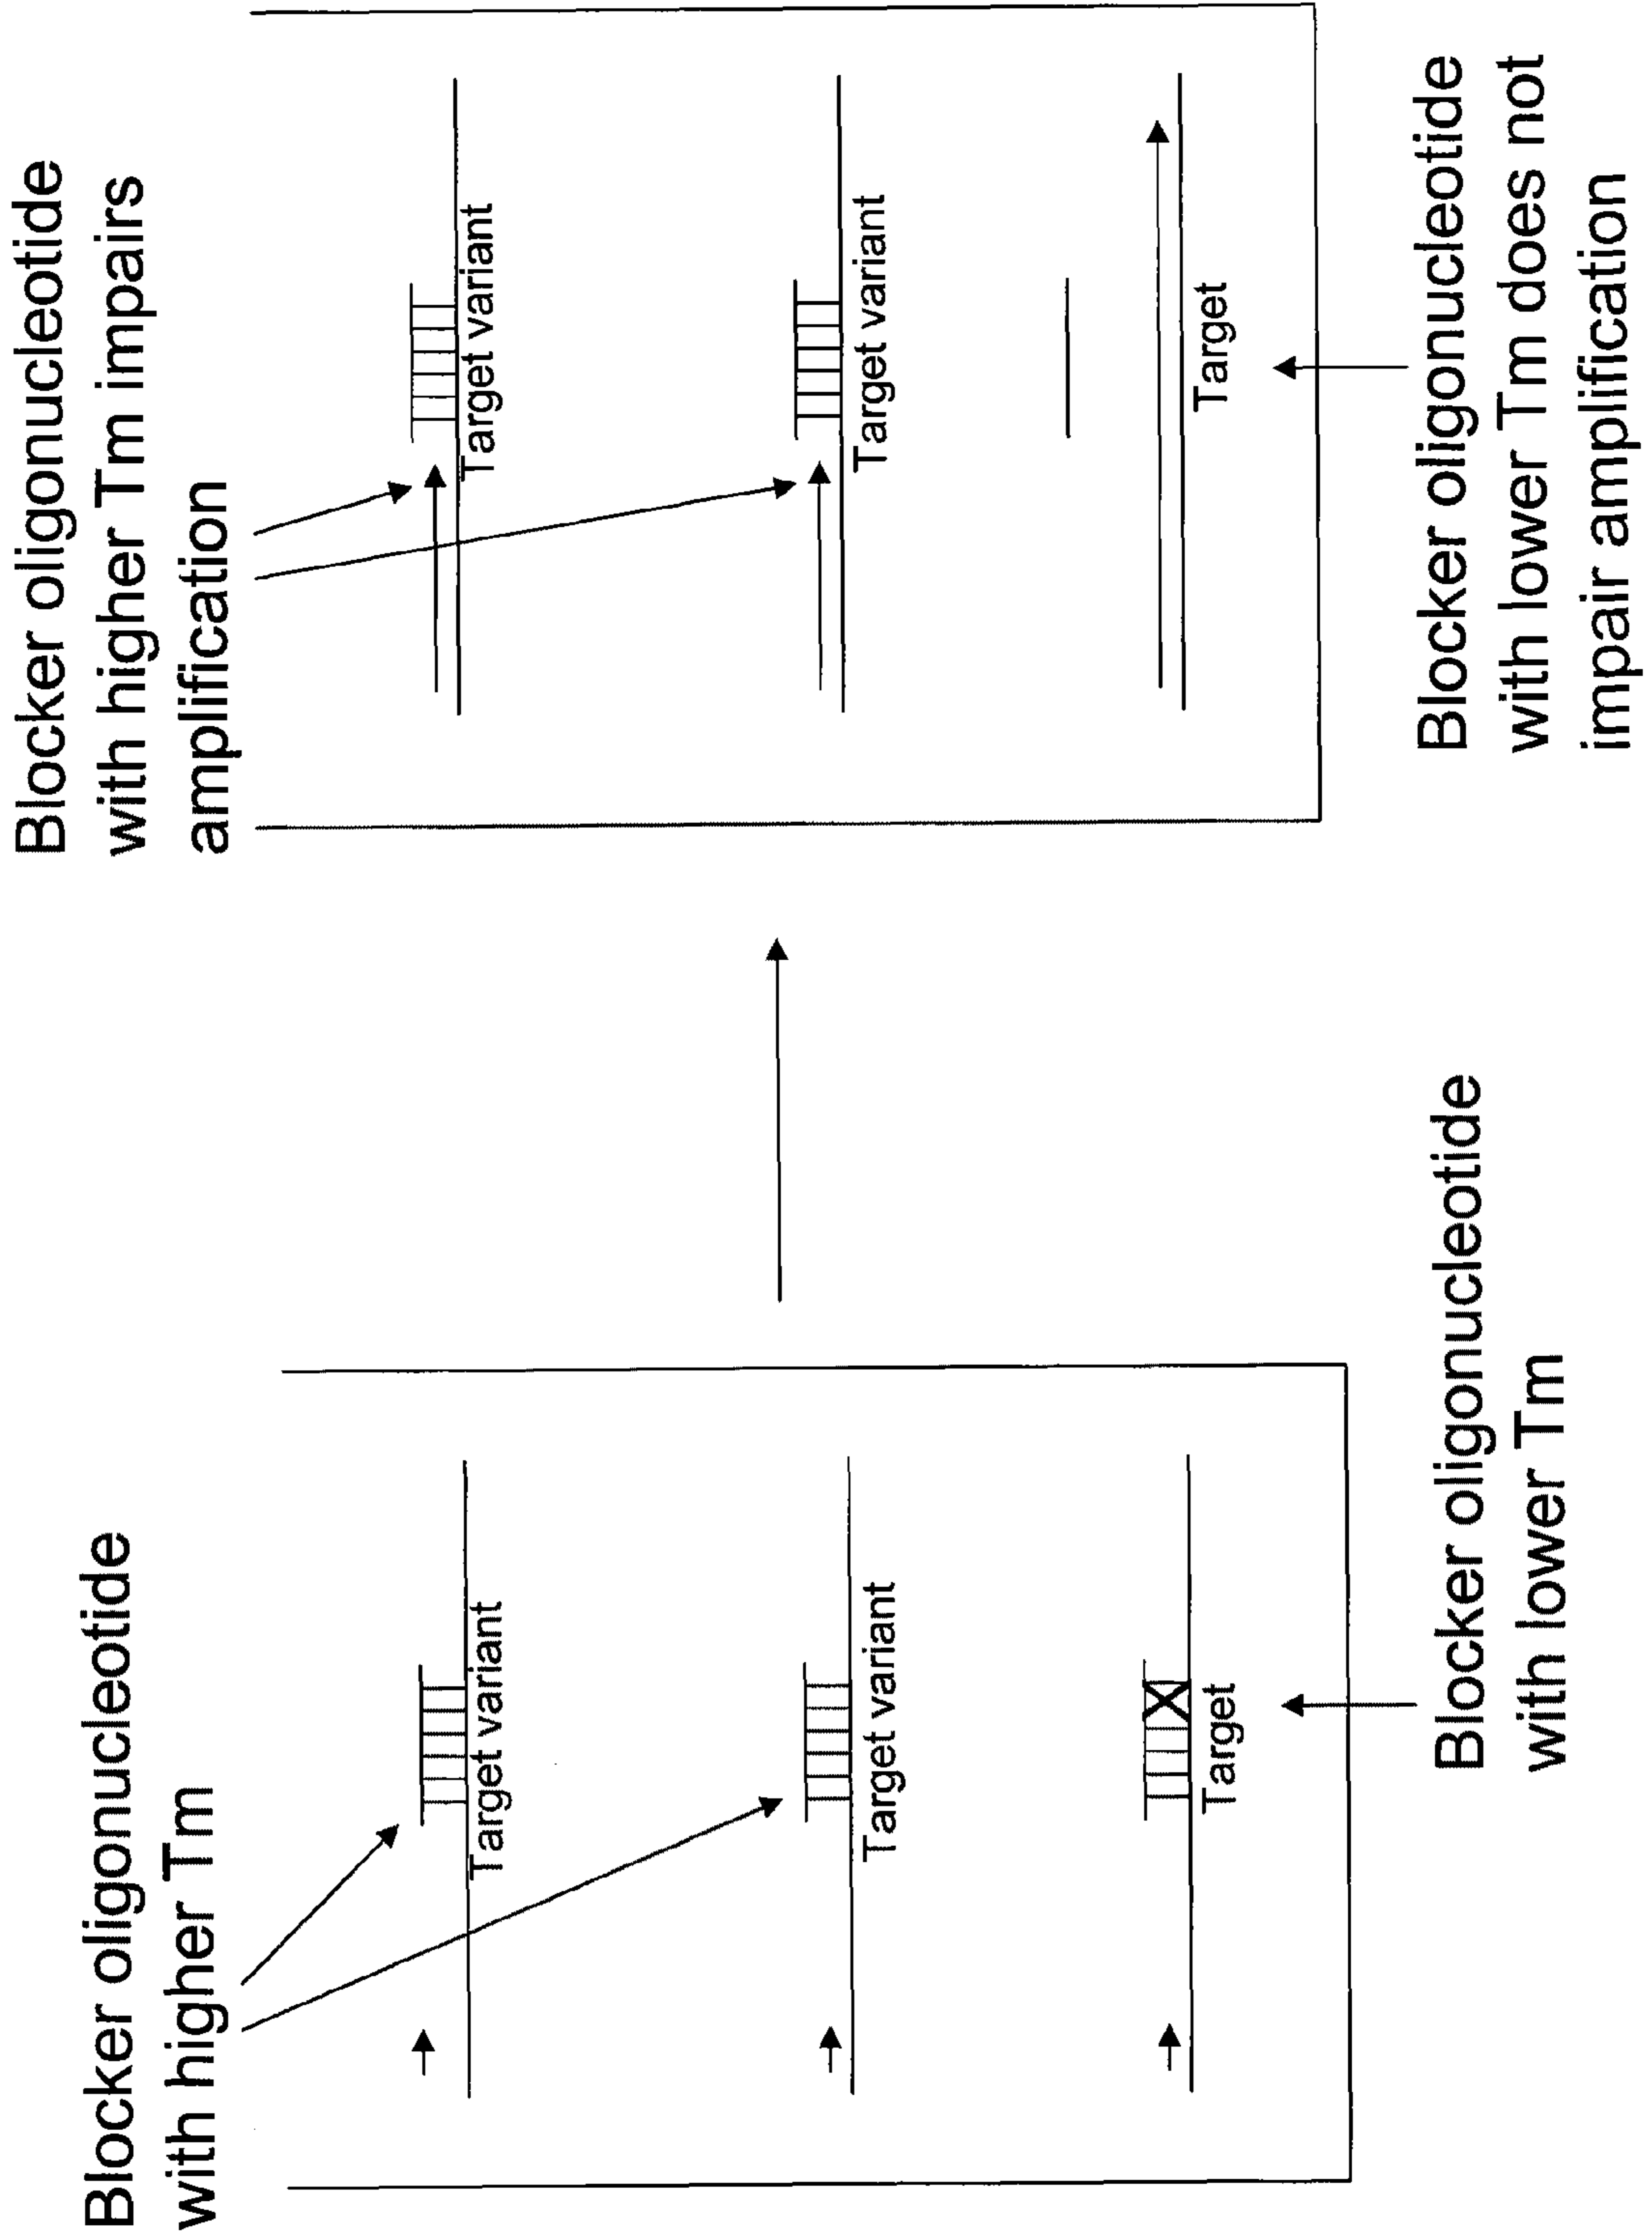 Blocker oligonucleotide
with higher Tm
Target variant
Target variant
Target
Blocker oligonucleotide
with lower Tm
Blocker oligonucleotide
with higher Tm impairs
amplification
Target variant
Target variant
Target
Blocker oligonucleotide
with lower Tm does not
impair amplification